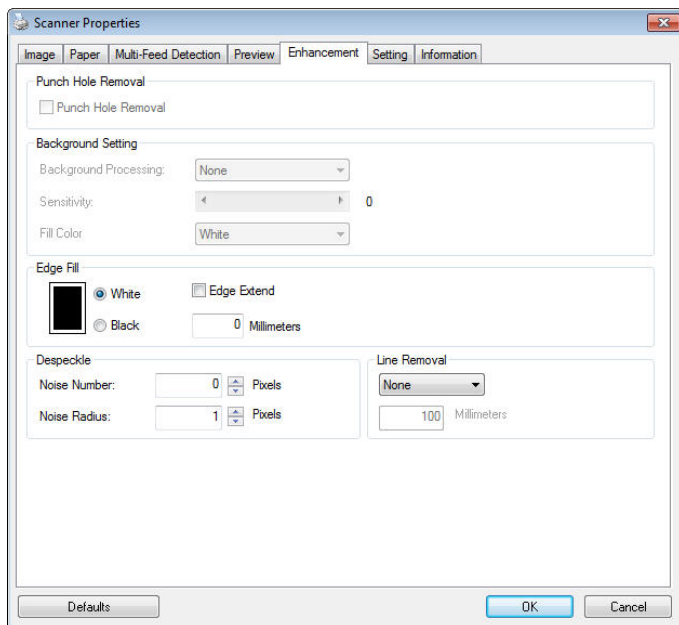 Scanner Properties
Image Paper Multi-Feed Detection Preview Enhancement Setting Information
Punch Hole Removal
Punch Hole Removal
Background Setting
Background Processing: None
Sensitivity: 0
Fill Color White
Edge Fill
White Edge Extend
Black 0 Millimeters
Despeckle
Noise Number: 0 Pixels
Noise Radius: 1 Pixels
Line Removal
None
100 Millimeters
Defaults OK Cancel